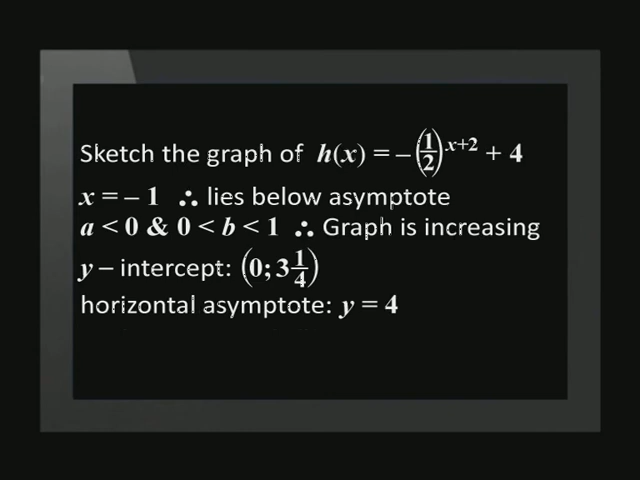 Sketch the graph of h(x) = –(1/2)^x+2 + 4
x = – 1 ∴ lies below asymptote
a < 0 & 0 < b < 1 ∴ Graph is increasing
y – intercept: (0; 3 1/4)
horizontal asymptote: y = 4